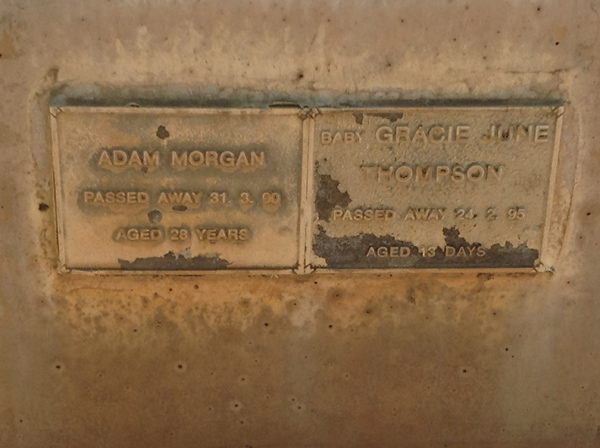 ADAM MORGAN
PASSED AWAY 31. 3. 90
AGED 28 YEARS
BABY GRACIE JUNE
THOMPSON
PASSED AWAY 24. 2. 95
AGED 13 DAYS